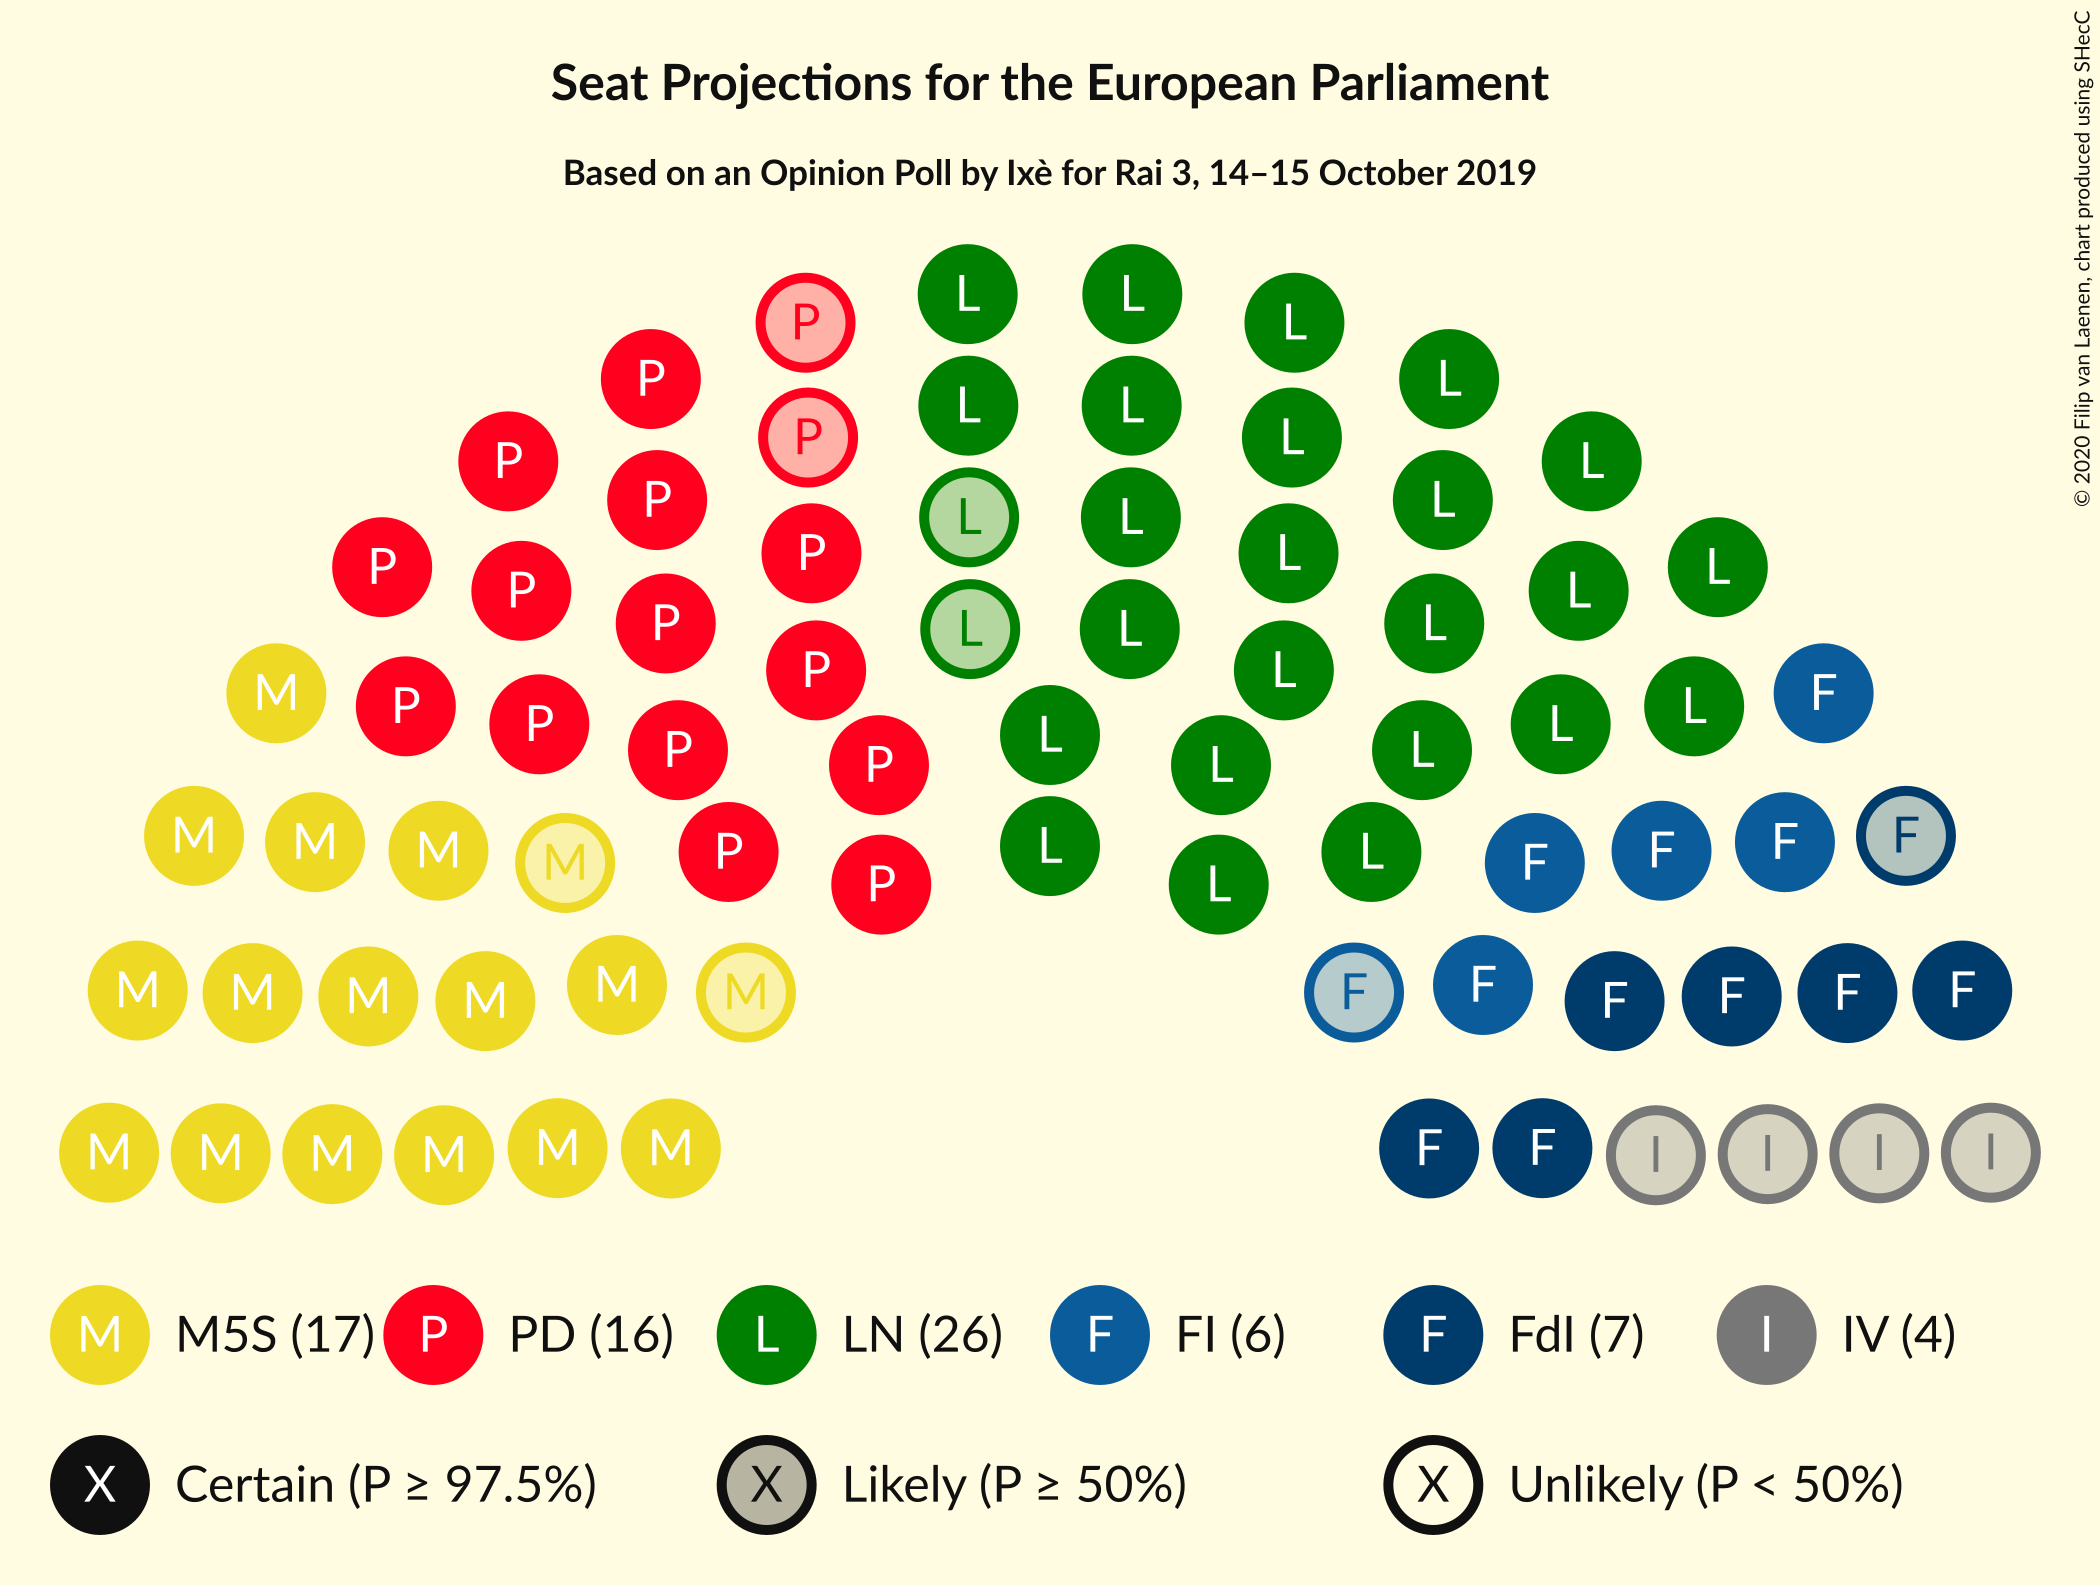 Seat Projections for the European Parliament
Based on an Opinion Poll by Ixè for Rai 3, 14–15 October 2019
© 2020 Filip van Laenen, chart produced using SHecC
L L
P L
P L
L L
P
P L
P L
P L
L L
P L
P L
P L
P L
P L
L L
P L
M P P P P L L L L F
L
P L
M M M M P P L L L F F F F
M M M M M M F F F F F F
M M M M M M F F I I I I
M M5S (17) P PD (16) L LN (26) F FI (6) F FdI (7) I IV (4)
X Certain (P ≥ 97.5%) X Likely (P ≥ 50%) X Unlikely (P < 50%)